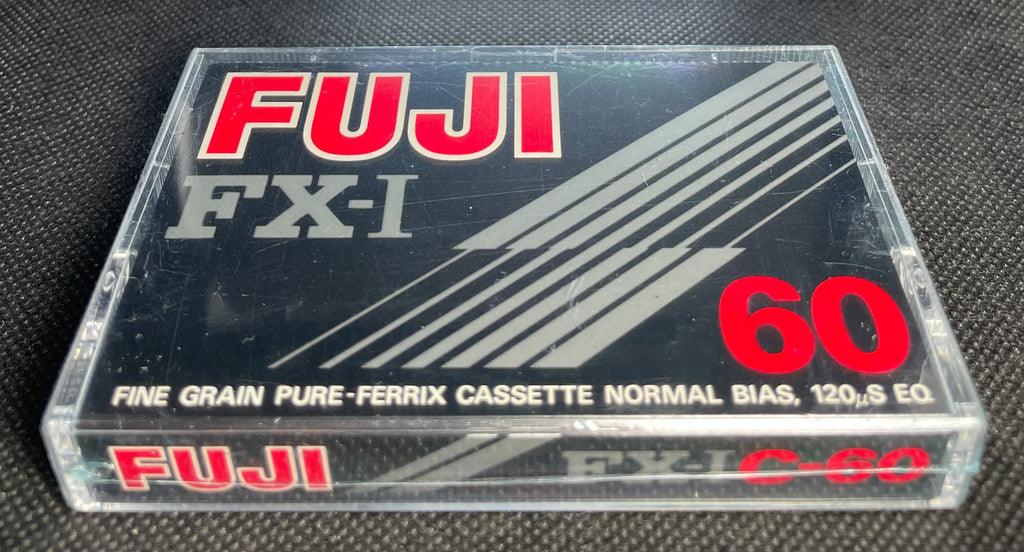 FUJI
FX-I
60
FINE GRAIN PURE-FERRIX CASSETTE NORMAL BIAS, 120μS EQ.
FUJI FX-I C-60